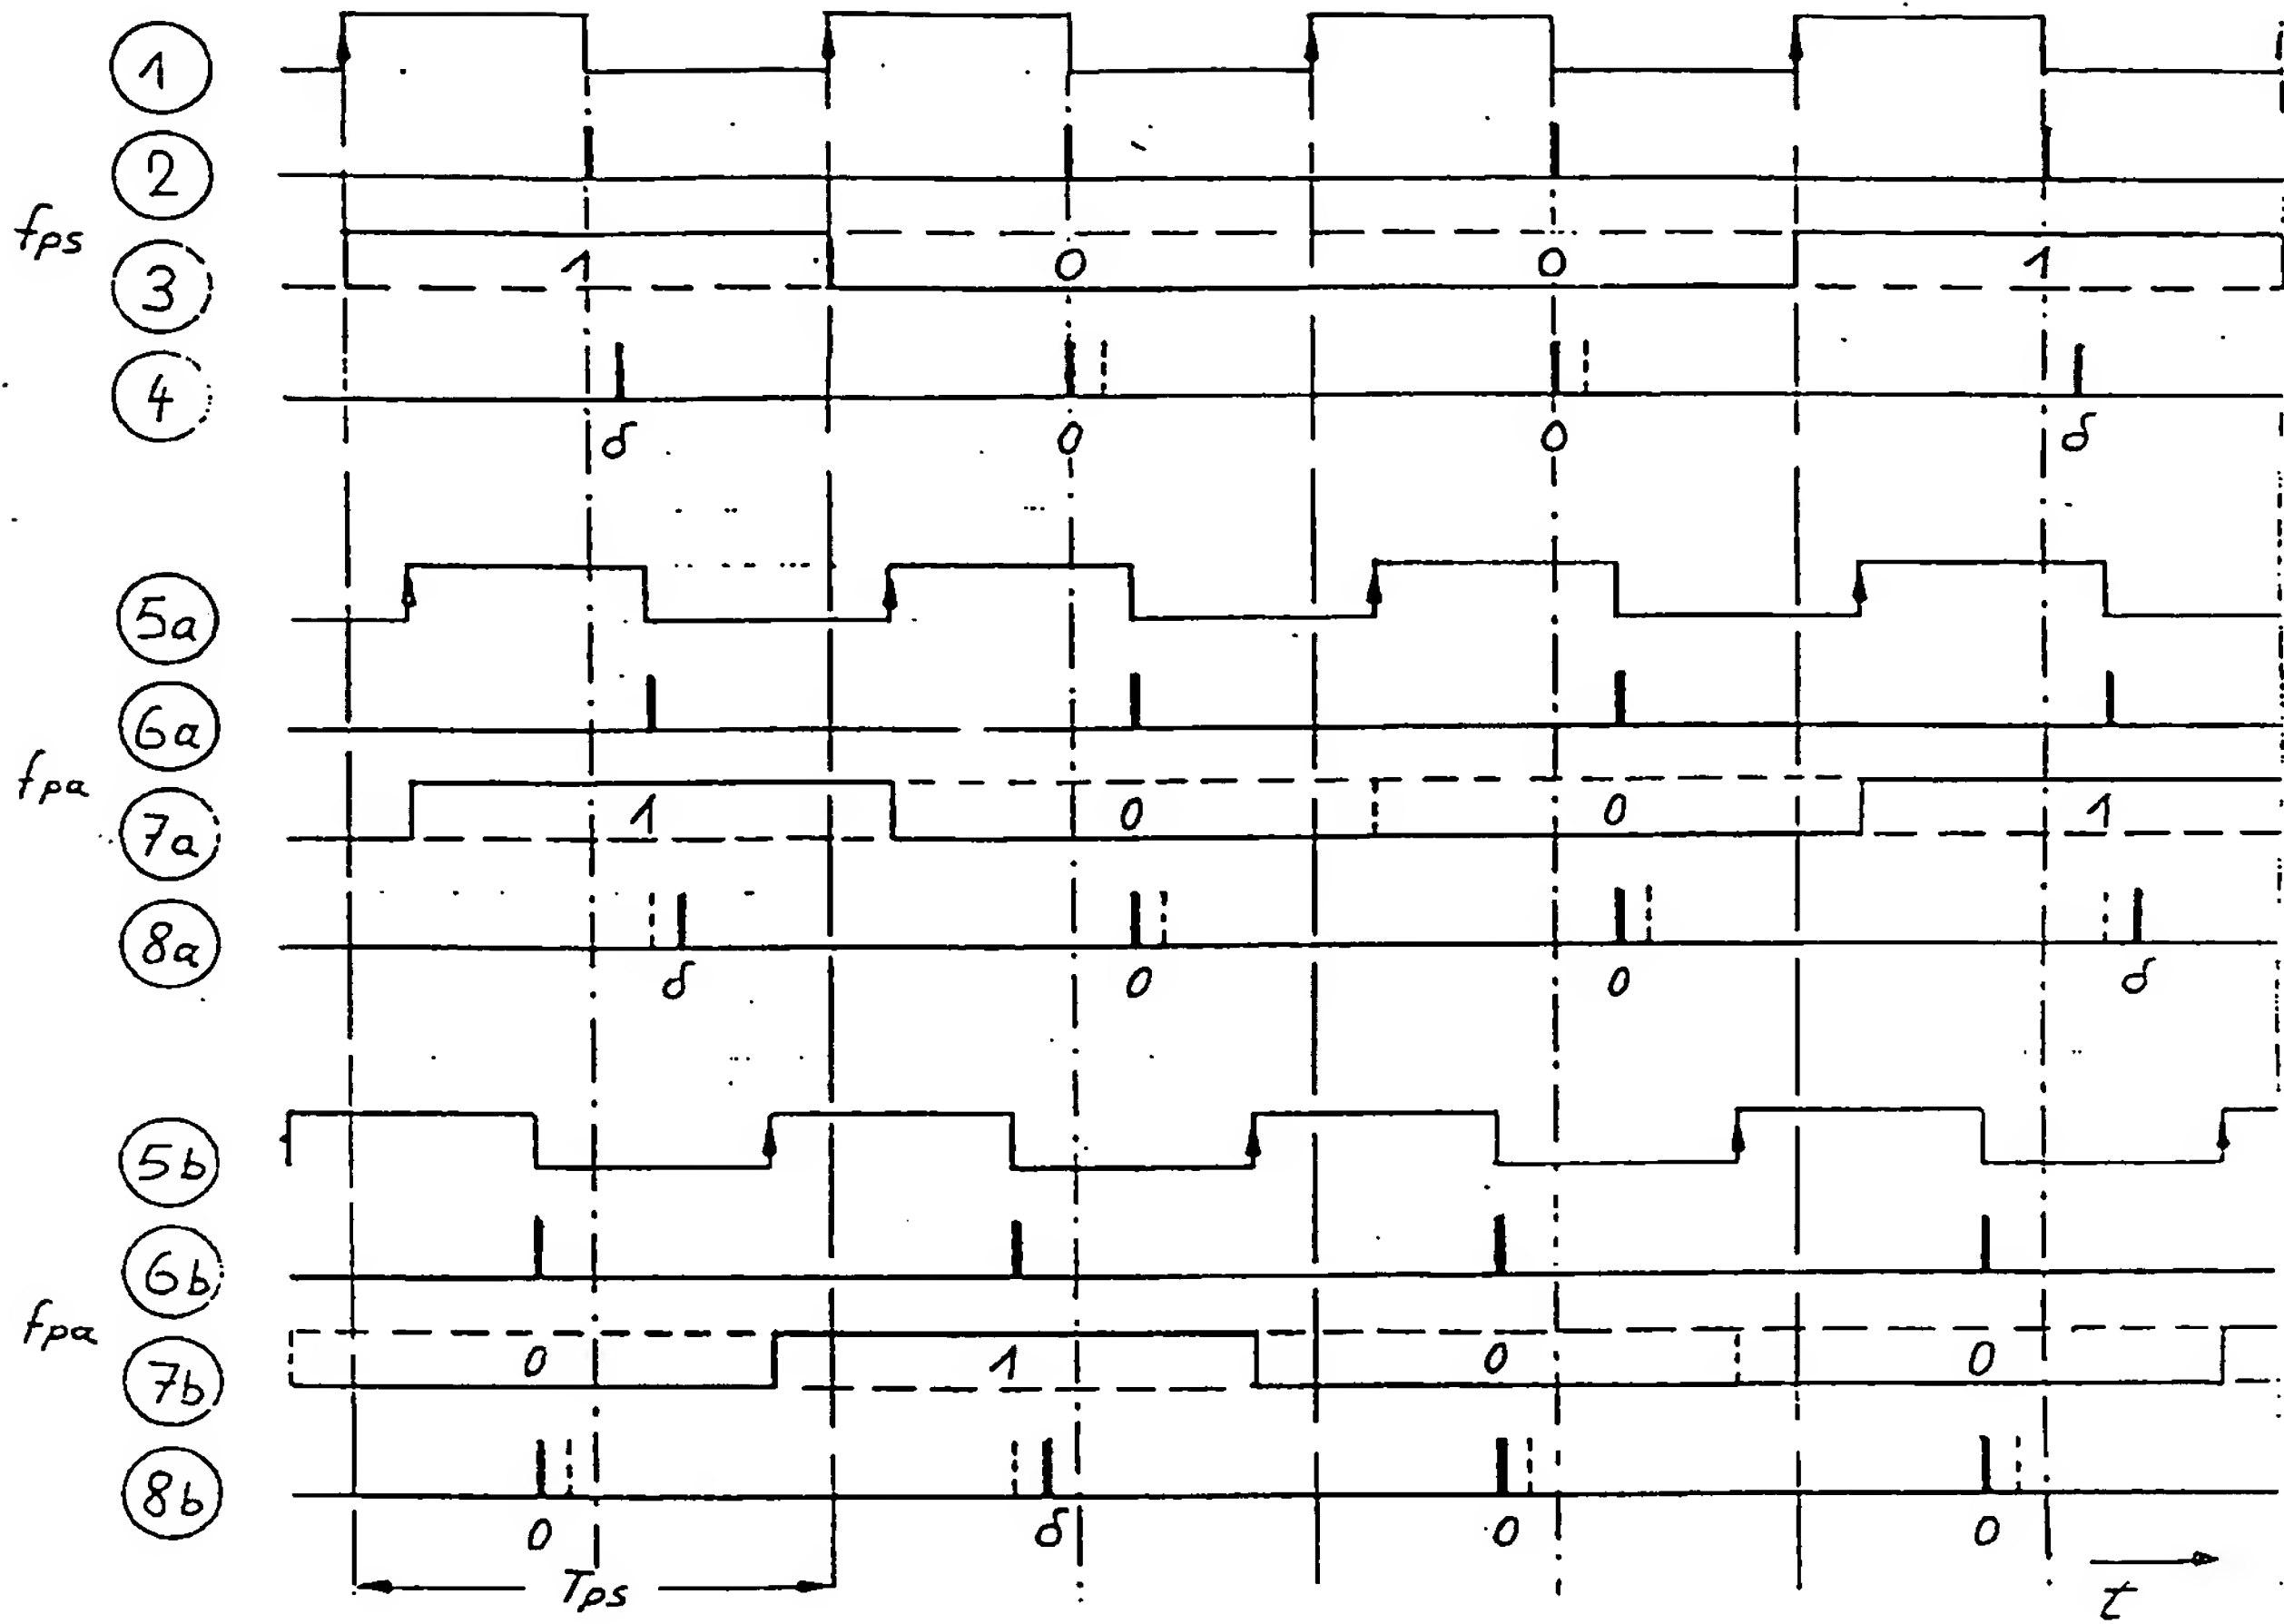 1
2
fps
3
1 0 0 1
4
δ 0 0 δ
5a
6a
fpa
7a
1 0 0 1
8a
δ 0 0 δ
5b
6b
fpa
7b
0 1 0 0
8b
0 δ 0 0
Tps
t